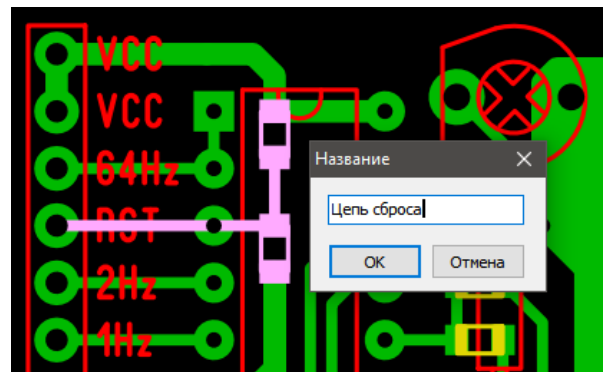 VCC
VCC
64Hz
RST
2Hz
1Hz
Название
Цепь сброса
OK
Отмена